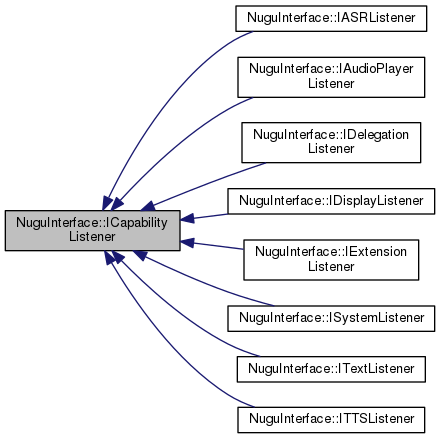 NuguInterface::IASRListener
NuguInterface::IAudioPlayer
Listener
NuguInterface::IDelegation
Listener
NuguInterface::IDisplayListener
NuguInterface::ICapability
Listener
NuguInterface::IExtension
Listener
NuguInterface::ISystemListener
NuguInterface::ITextListener
NuguInterface::ITTSListener